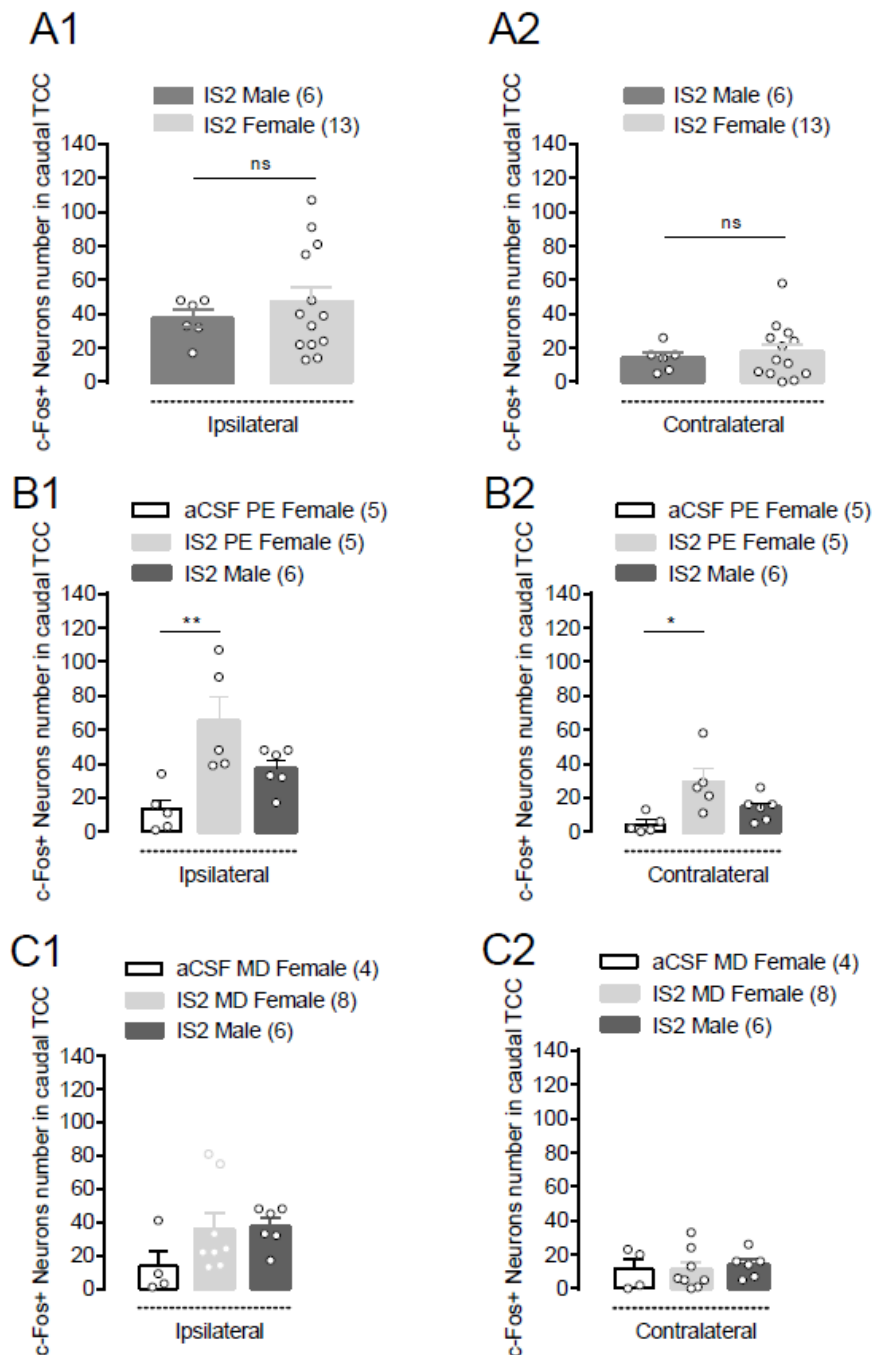 A1
c-Fos+ Neurons number in caudal TCC
IS2 Male (6)
IS2 Female (13)
140
120
100
80
60
40
20
0
ns
Ipsilateral
A2
c-Fos+ Neurons number in caudal TCC
IS2 Male (6)
IS2 Female (13)
140
120
100
80
60
40
20
0
ns
Contralateral
B1
c-Fos+ Neurons number in caudal TCC
aCSF PE Female (5)
IS2 PE Female (5)
IS2 Male (6)
140
120
100
80
60
40
20
0
**
Ipsilateral
B2
c-Fos+ Neurons number in caudal TCC
aCSF PE Female (5)
IS2 PE Female (5)
IS2 Male (6)
140
120
100
80
60
40
20
0
*
Contralateral
C1
c-Fos+ Neurons number in caudal TCC
aCSF MD Female (4)
IS2 MD Female (8)
IS2 Male (6)
140
120
100
80
60
40
20
0
Ipsilateral
C2
c-Fos+ Neurons number in caudal TCC
aCSF MD Female (4)
IS2 MD Female (8)
IS2 Male (6)
140
120
100
80
60
40
20
0
Contralateral